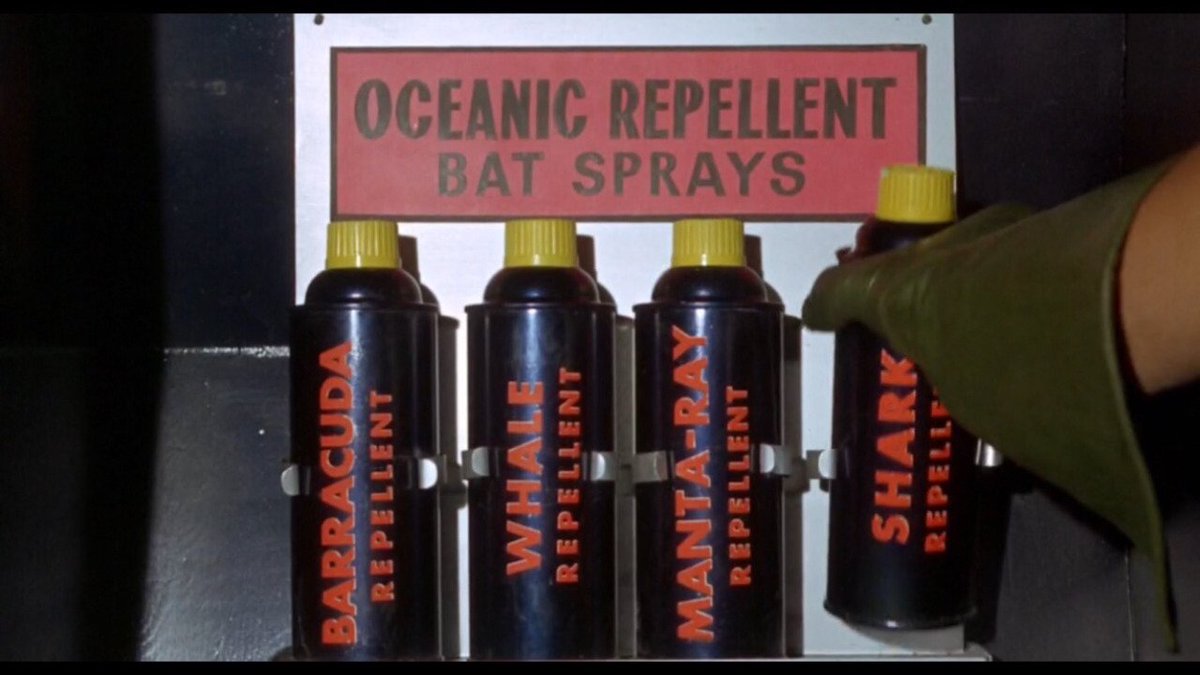 OCEANIC REPELLENT
BAT SPRAYS
BARRACUDA
REPELLENT
WHALE
REPELLENT
MANTA-RAY
REPELLENT
SHARK